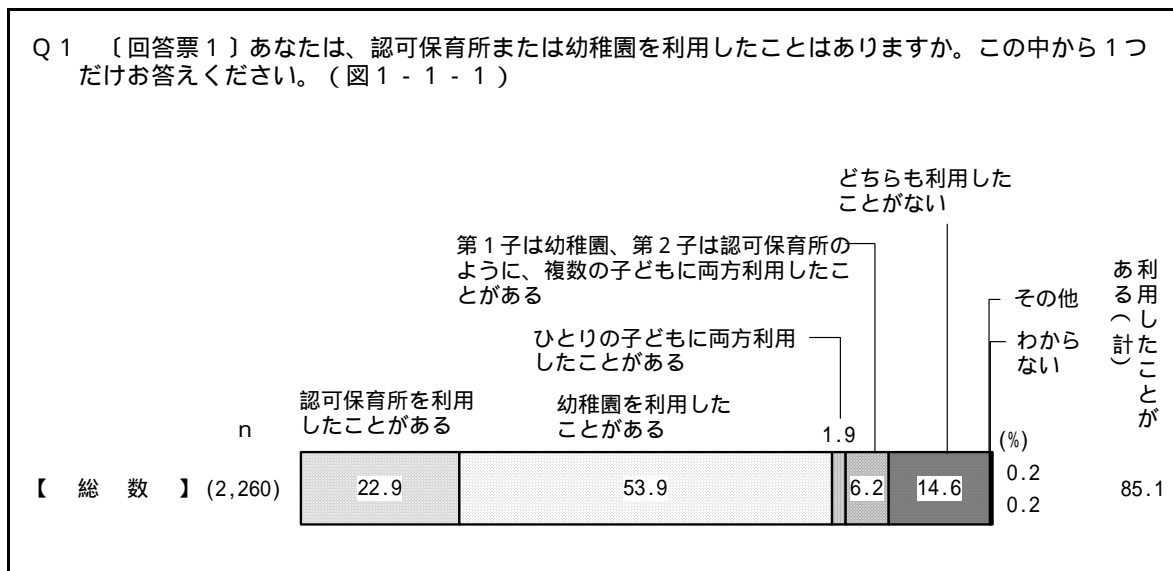 Ｑ１　〔回答票１〕あなたは、認可保育所または幼稚園を利用したことはありますか。この中から１つ
だけお答えください。（図１‐１‐１）
どちらも利用した
ことがない
第１子は幼稚園、第２子は認可保育所の
ように、複数の子どもに両方利用したこ
とがある
その他
ひとりの子どもに両方利用
したことがある
わから
ない
利用したことが
ある（計）
認可保育所を利用
したことがある
幼稚園を利用した
ことがある
n
1.9
(%)
【　総　数　】(2,260)
22.9
53.9
6.2
14.6
0.2
0.2
85.1